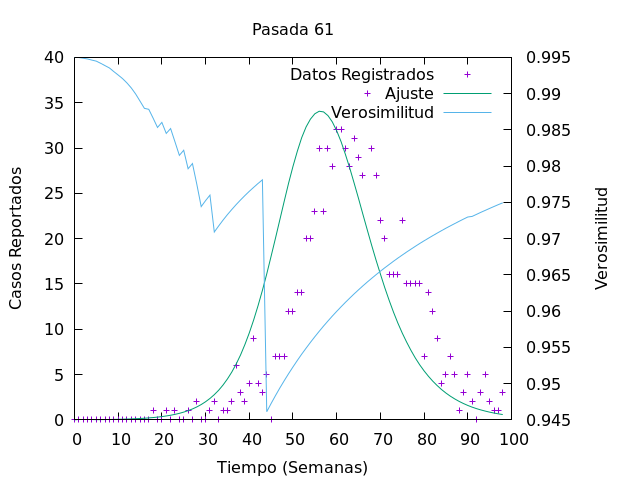 Pasada 61
40
35
30
25
20
15
10
5
0
0.995
0.99
0.985
0.98
0.975
0.97
0.965
0.96
0.955
0.95
0.945
0 10 20 30 40 50 60 70 80 90 100
Datos Registrados
Ajuste
Verosimilitud
Casos Reportados
Verosimilitud
Tiempo (Semanas)